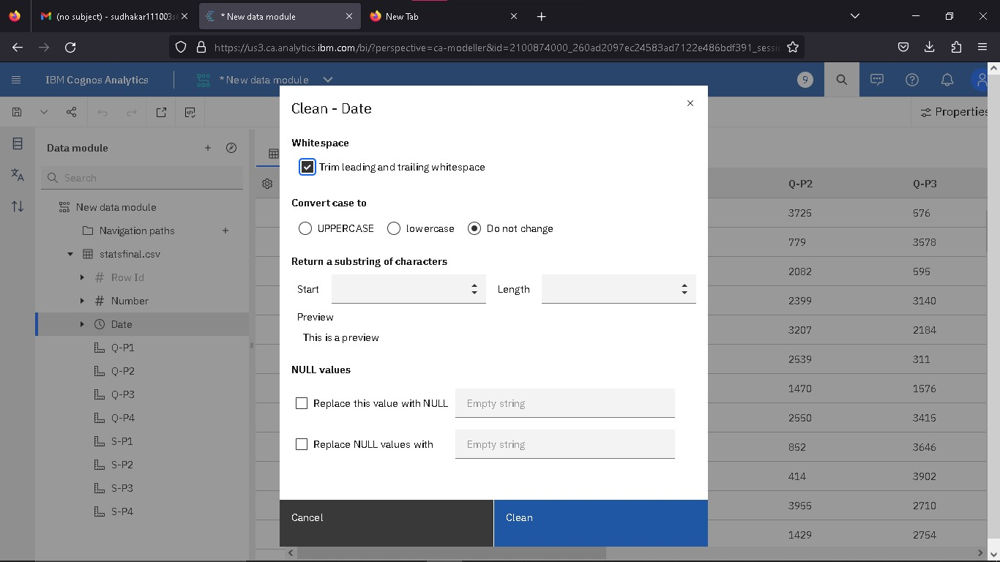 (no subject) - sudhakar111003s
* New data module
New Tab
https://us3.ca.analytics.ibm.com/bi/?perspective=ca-modeller&id=2100874000_260ad2097ec24583ad7122e486bdf391_sessi
IBM Cognos Analytics
* New data module
9
Properties
Clean - Date
Whitespace
Trim leading and trailing whitespace
Convert case to
UPPERCASE
lowercase
Do not change
Return a substring of characters
Start
Length
Preview
This is a preview
NULL values
Replace this value with NULL
Empty string
Replace NULL values with
Empty string
Cancel
Clean
Data module
Search
New data module
Navigation paths
statsfinal.csv
# Row Id
# Number
Date
Q-P1
Q-P2
Q-P3
Q-P4
S-P1
S-P2
S-P3
S-P4
Q-P2 Q-P3
3725 576
779 3578
2082 595
2399 3140
3207 2184
2539 311
1470 1576
2550 3415
852 3646
414 3902
3955 2710
1429 2754